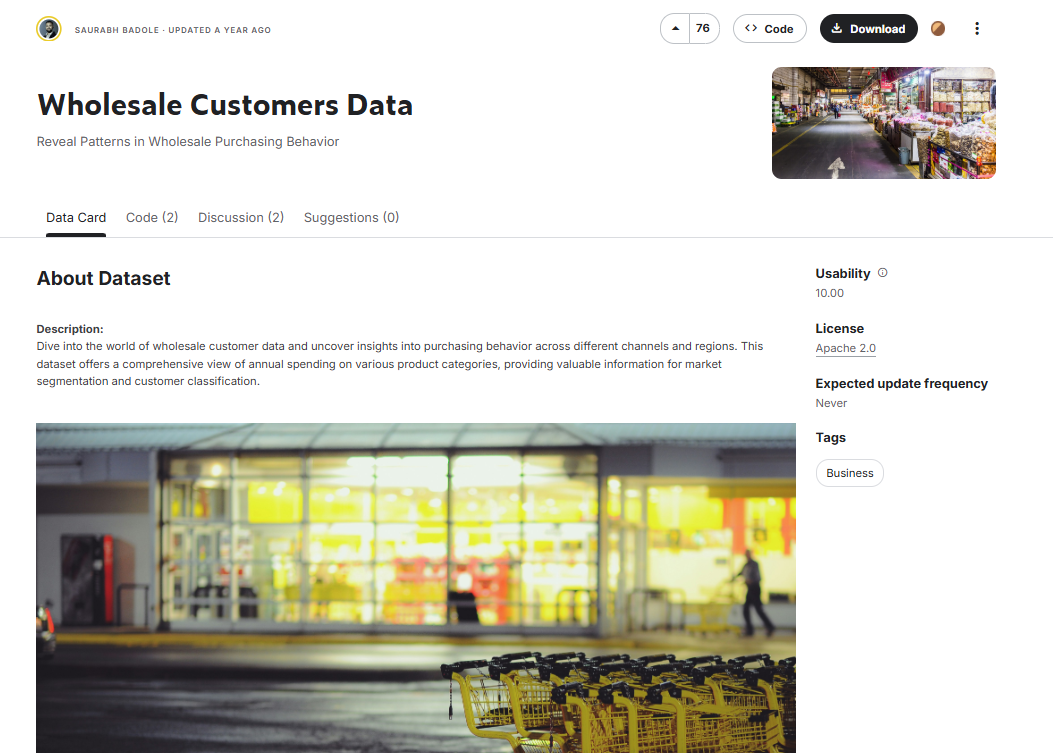 SAURABH BADOLE · UPDATED A YEAR AGO
76
<> Code
Download
Wholesale Customers Data
Reveal Patterns in Wholesale Purchasing Behavior
Data Card
Code (2)
Discussion (2)
Suggestions (0)
About Dataset
Description:
Dive into the world of wholesale customer data and uncover insights into purchasing behavior across different channels and regions. This
dataset offers a comprehensive view of annual spending on various product categories, providing valuable information for market
segmentation and customer classification.
Usability
10.00
License
Apache 2.0
Expected update frequency
Never
Tags
Business